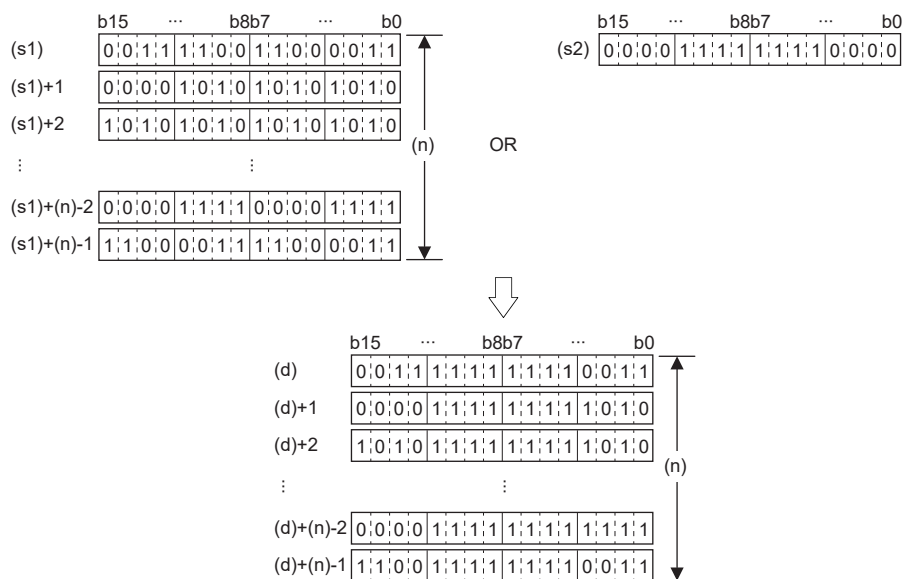 b15 ... b8b7 ... b0
b15 ... b8b7 ... b0
(s1) 0 0 1 1 1 1 0 0 1 1 0 0 0 0 1 1
(s2) 0 0 0 0 1 1 1 1 1 1 1 1 0 0 0 0
(s1)+1 0 0 0 0 1 0 1 0 1 0 1 0 1 0 1 0
(s1)+2 1 0 1 0 1 0 1 0 1 0 1 0 1 0 1 0
(n)
OR
⋮ ⋮
(s1)+(n)-2 0 0 0 0 1 1 1 1 0 0 0 0 1 1 1 1
(s1)+(n)-1 1 1 0 0 0 0 1 1 1 1 0 0 0 0 1 1
b15 ... b8b7 ... b0
(d) 0 0 1 1 1 1 1 1 1 1 1 1 0 0 1 1
(d)+1 0 0 0 0 1 1 1 1 1 1 1 1 1 0 1 0
(d)+2 1 0 1 0 1 1 1 1 1 1 1 1 1 0 1 0
(n)
⋮ ⋮
(d)+(n)-2 0 0 0 0 1 1 1 1 1 1 1 1 1 1 1 1
(d)+(n)-1 1 1 0 0 1 1 1 1 1 1 1 1 0 0 1 1